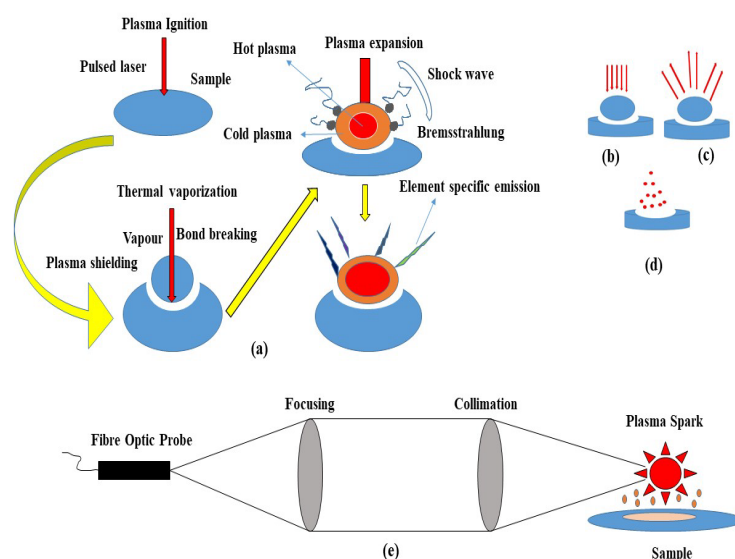 Plasma Ignition
Pulsed laser
Sample
Thermal vaporization
Vapour
Bond breaking
Plasma shielding
Hot plasma
Plasma expansion
Shock wave
Cold plasma
Bremsstrahlung
Element specific emission
(a)
(b)
(c)
(d)
Focusing
Collimation
Fibre Optic Probe
Plasma Spark
Sample
(e)